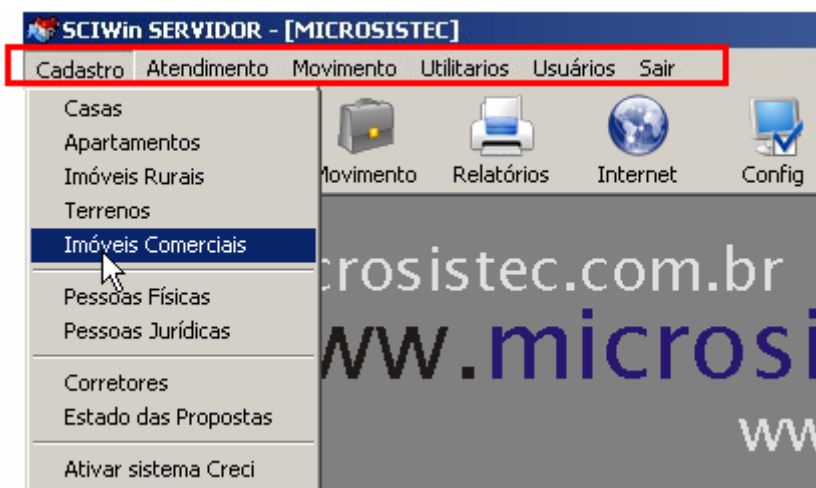 SCIWin SERVIDOR - [MICROSISTEC]
Cadastro Atendimento Movimento Utilitarios Usuários Sair
Casas
Apartamentos
Imóveis Rurais
Terrenos
Imóveis Comerciais
Pessoas Físicas
Pessoas Jurídicas
Corretores
Estado das Propostas
Ativar sistema Creci
Movimento Relatórios Internet Config
crosistec.com.br
ww.microsi
ww